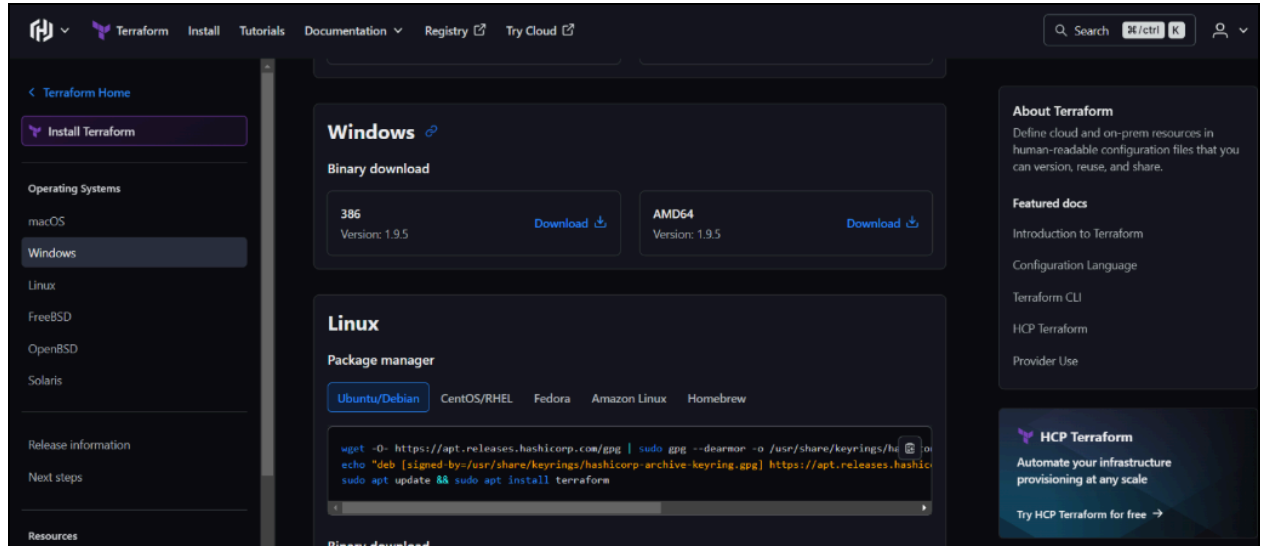 Terraform
Install
Tutorials
Documentation
Registry
Try Cloud
Search
⌘/ctrl
K
Terraform Home
Install Terraform
Operating Systems
macOS
Windows
Linux
FreeBSD
OpenBSD
Solaris
Release information
Next steps
Resources
Windows
Binary download
386
Version: 1.9.5
Download
AMD64
Version: 1.9.5
Download
Linux
Package manager
Ubuntu/Debian
CentOS/RHEL
Fedora
Amazon Linux
Homebrew
wget -O- https://apt.releases.hashicorp.com/gpg | sudo gpg --dearmor -o /usr/share/keyrings/
echo "deb [signed-by=/usr/share/keyrings/hashicorp-archive-keyring.gpg] https://apt.releases.hashic
sudo apt update && sudo apt install terraform
Binary download
About Terraform
Define cloud and on-prem resources in
human-readable configuration files that you
can version, reuse, and share.
Featured docs
Introduction to Terraform
Configuration Language
Terraform CLI
HCP Terraform
Provider Use
HCP Terraform
Automate your infrastructure
provisioning at any scale
Try HCP Terraform for free →